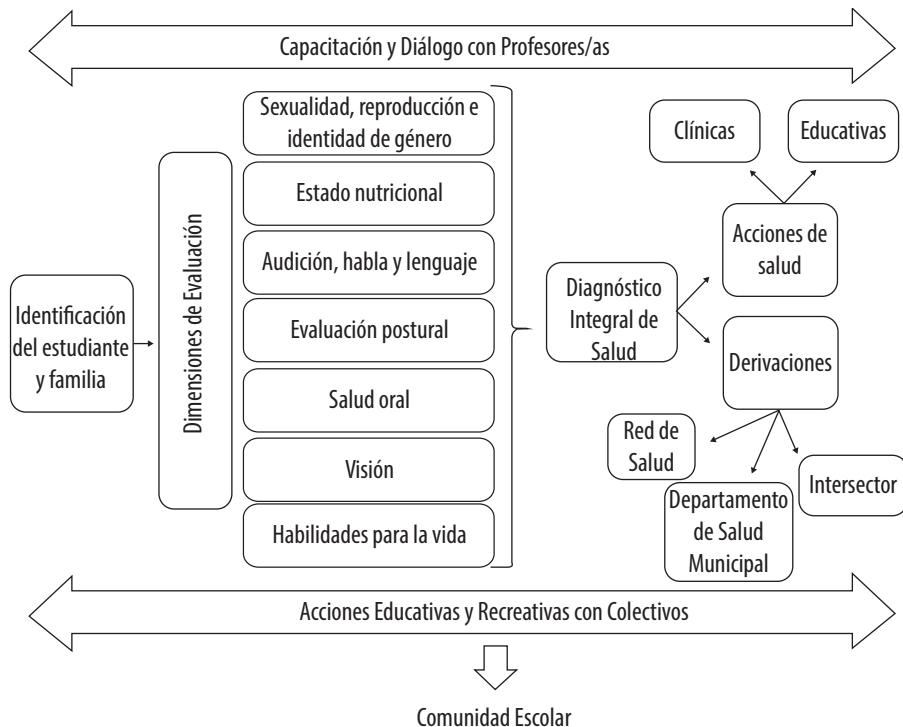 Capacitación y Diálogo con Profesores/as
Identificación
del estudiante
y familia
Dimensiones de Evaluación
Sexualidad, reproducción e
identidad de género
Estado nutricional
Audición, habla y lenguaje
Evaluación postural
Salud oral
Visión
Habilidades para la vida
Diagnóstico
Integral de
Salud
Clínicas
Educativas
Acciones de
salud
Derivaciones
Red de
Salud
Departamento
de Salud
Municipal
Intersector
Acciones Educativas y Recreativas con Colectivos
Comunidad Escolar